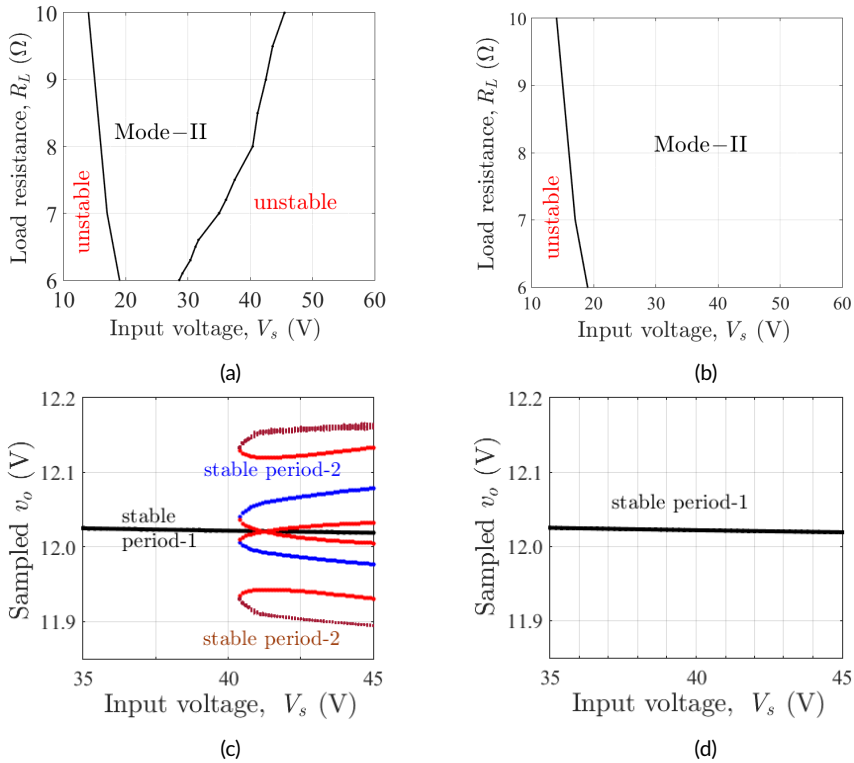 10
9
8
7
6
10
20
30
40
50
60
Load resistance, R_L (Ω)
Mode−II
unstable
unstable
Input voltage, V_s (V)
(a)
10
9
8
7
6
10
20
30
40
50
60
Load resistance, R_L (Ω)
Mode−II
unstable
Input voltage, V_s (V)
(b)
12.2
12.1
12.0
11.9
35
40
45
Sampled v_o (V)
stable period-2
stable
period-1
stable period-2
Input voltage, V_s (V)
(c)
12.2
12.1
12.0
11.9
35
40
45
Sampled v_o (V)
stable period-1
Input voltage, V_s (V)
(d)